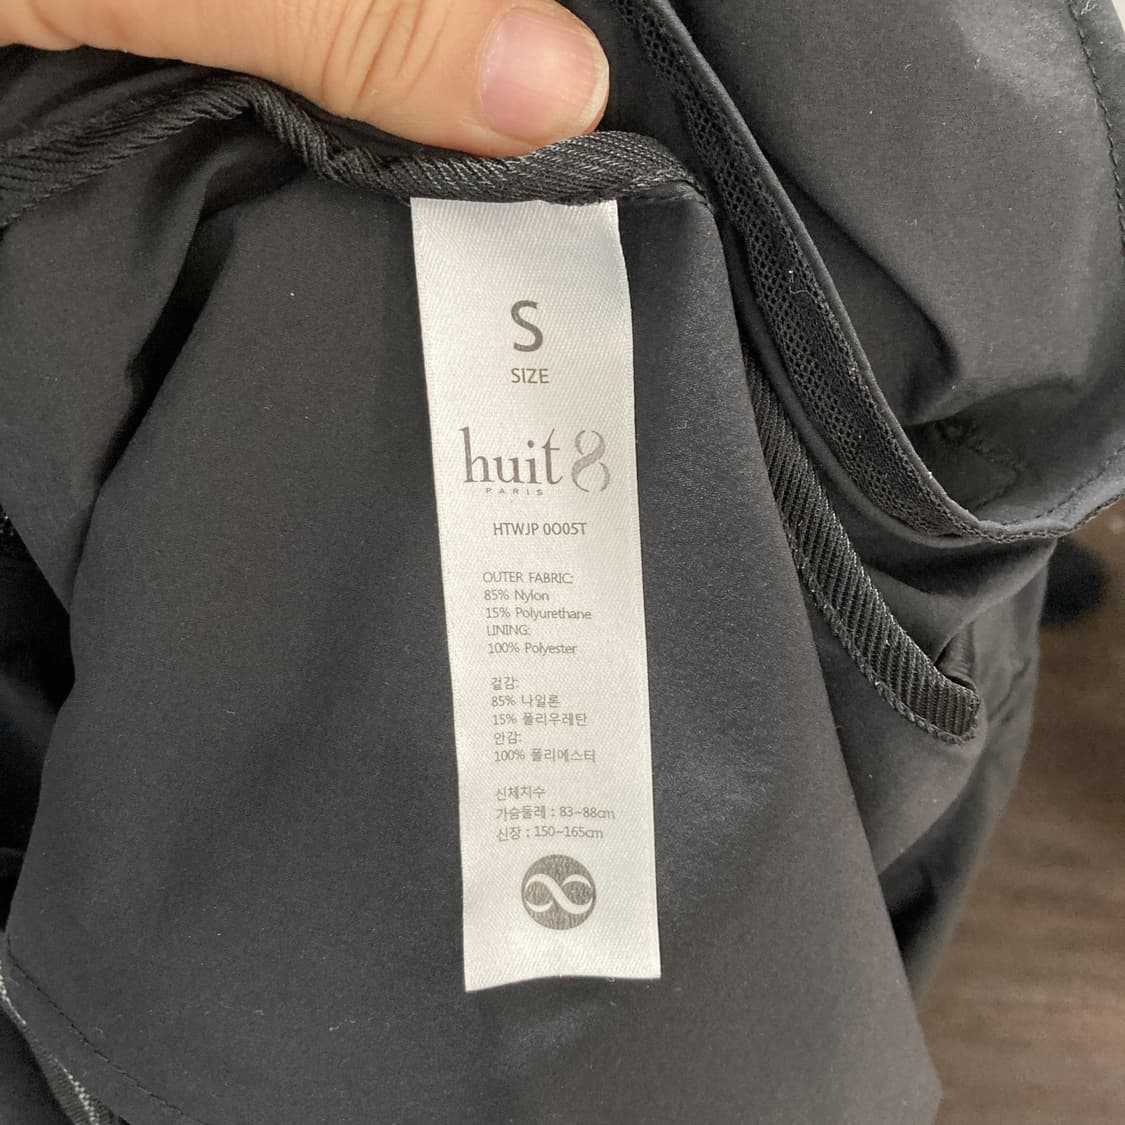 S
SIZE
huit 8
PARIS
HTWJP 0O05T
OUTER FABRIC:
85% Nylon
15% Polyurethane
LINING:
100% Polyester
겉감:
85% 나일론
15% 폴리우레탄
안감:
100% 폴리에스터
신체치수
가슴둘레 : 83~88cm
신장 : 150~165cm